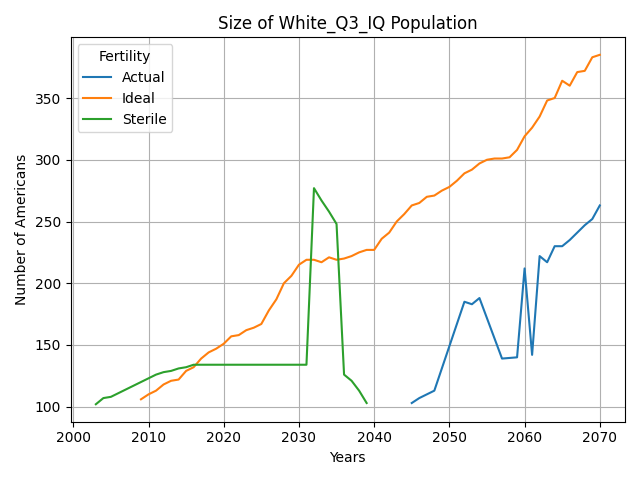 Size of White_Q3_IQ Population
Fertility
Actual
Ideal
Sterile
Number of Americans
350
300
250
200
150
100
2000 2010 2020 2030 2040 2050 2060 2070
Years